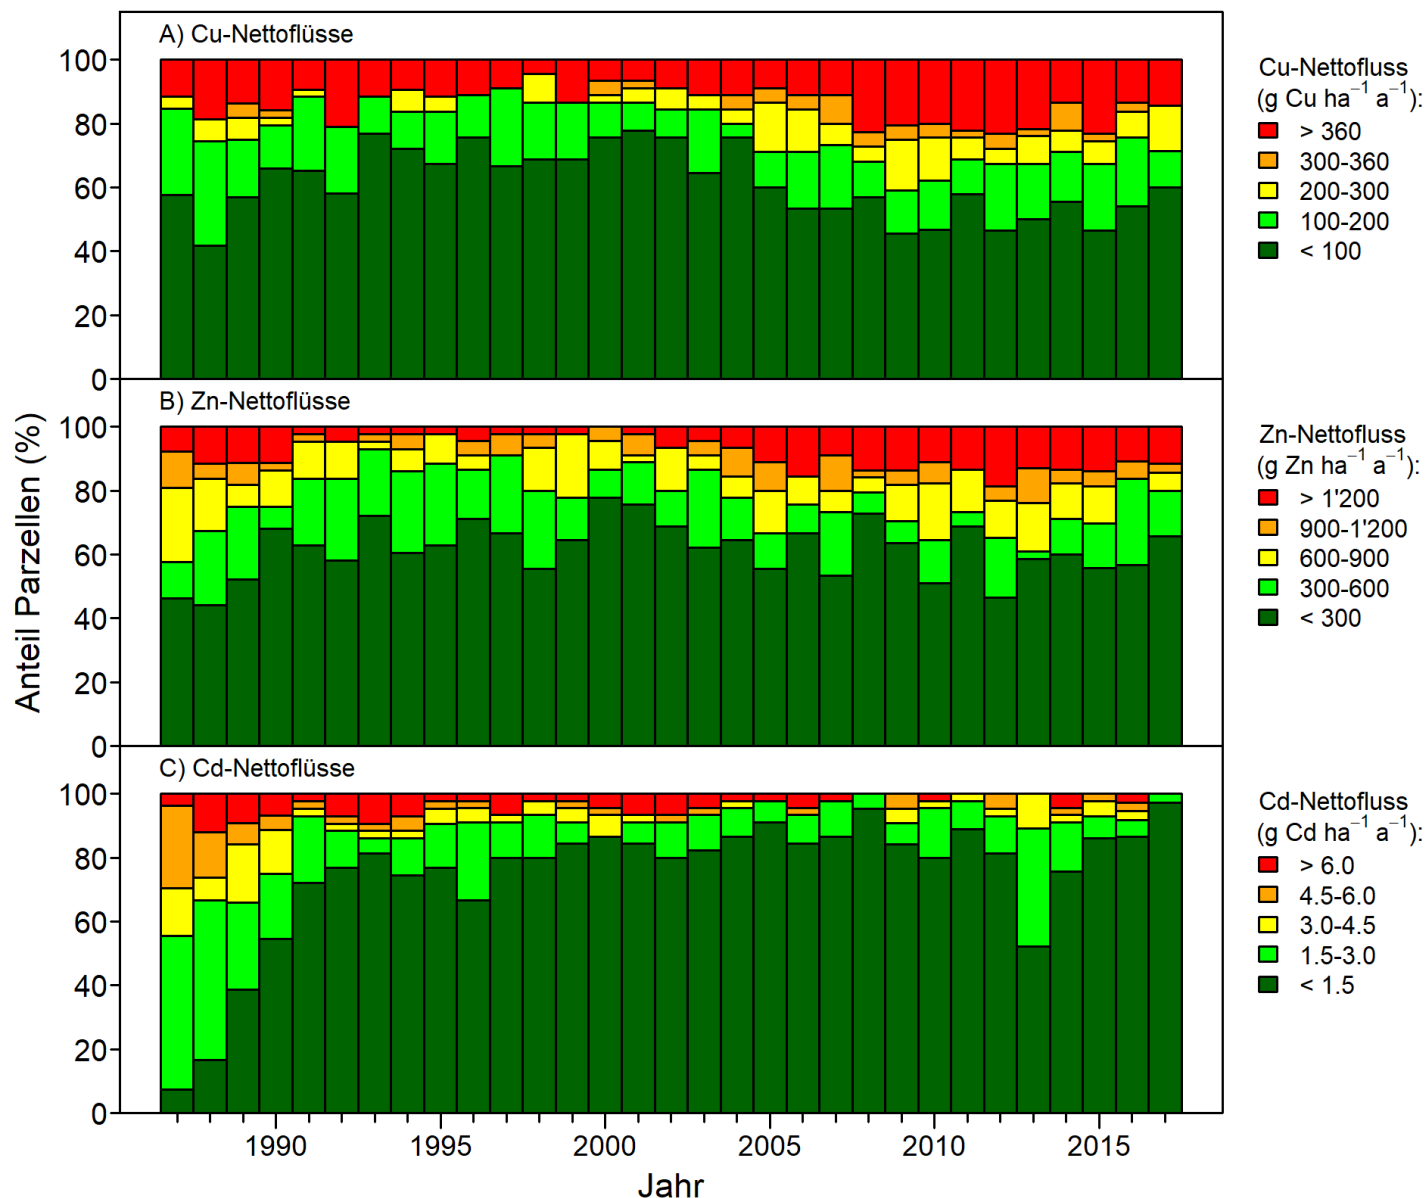 A) Cu-Nettoflüsse
100
80
60
40
20
0
Cu-Nettofluss
(g Cu ha⁻¹ a⁻¹):
> 360
300-360
200-300
100-200
< 100
B) Zn-Nettoflüsse
100
80
60
40
20
0
Zn-Nettofluss
(g Zn ha⁻¹ a⁻¹):
> 1'200
900-1'200
600-900
300-600
< 300
Anteil Parzellen (%)
C) Cd-Nettoflüsse
100
80
60
40
20
0
Cd-Nettofluss
(g Cd ha⁻¹ a⁻¹):
> 6.0
4.5-6.0
3.0-4.5
1.5-3.0
< 1.5
1990 1995 2000 2005 2010 2015
Jahr